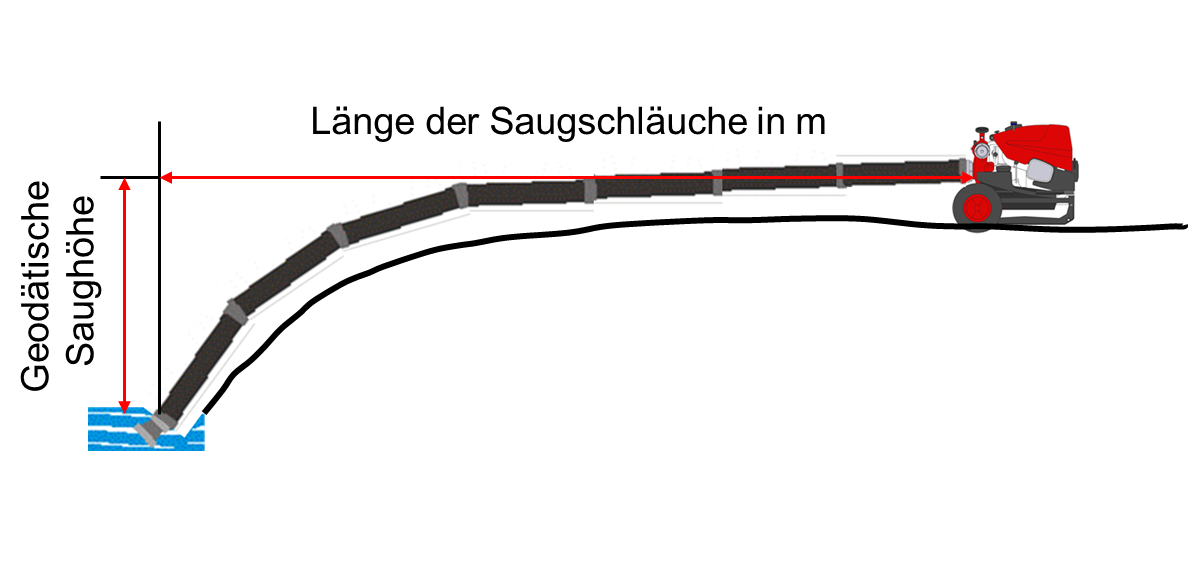 Länge der Saugschläuche in m
Geodätische
Saughöhe